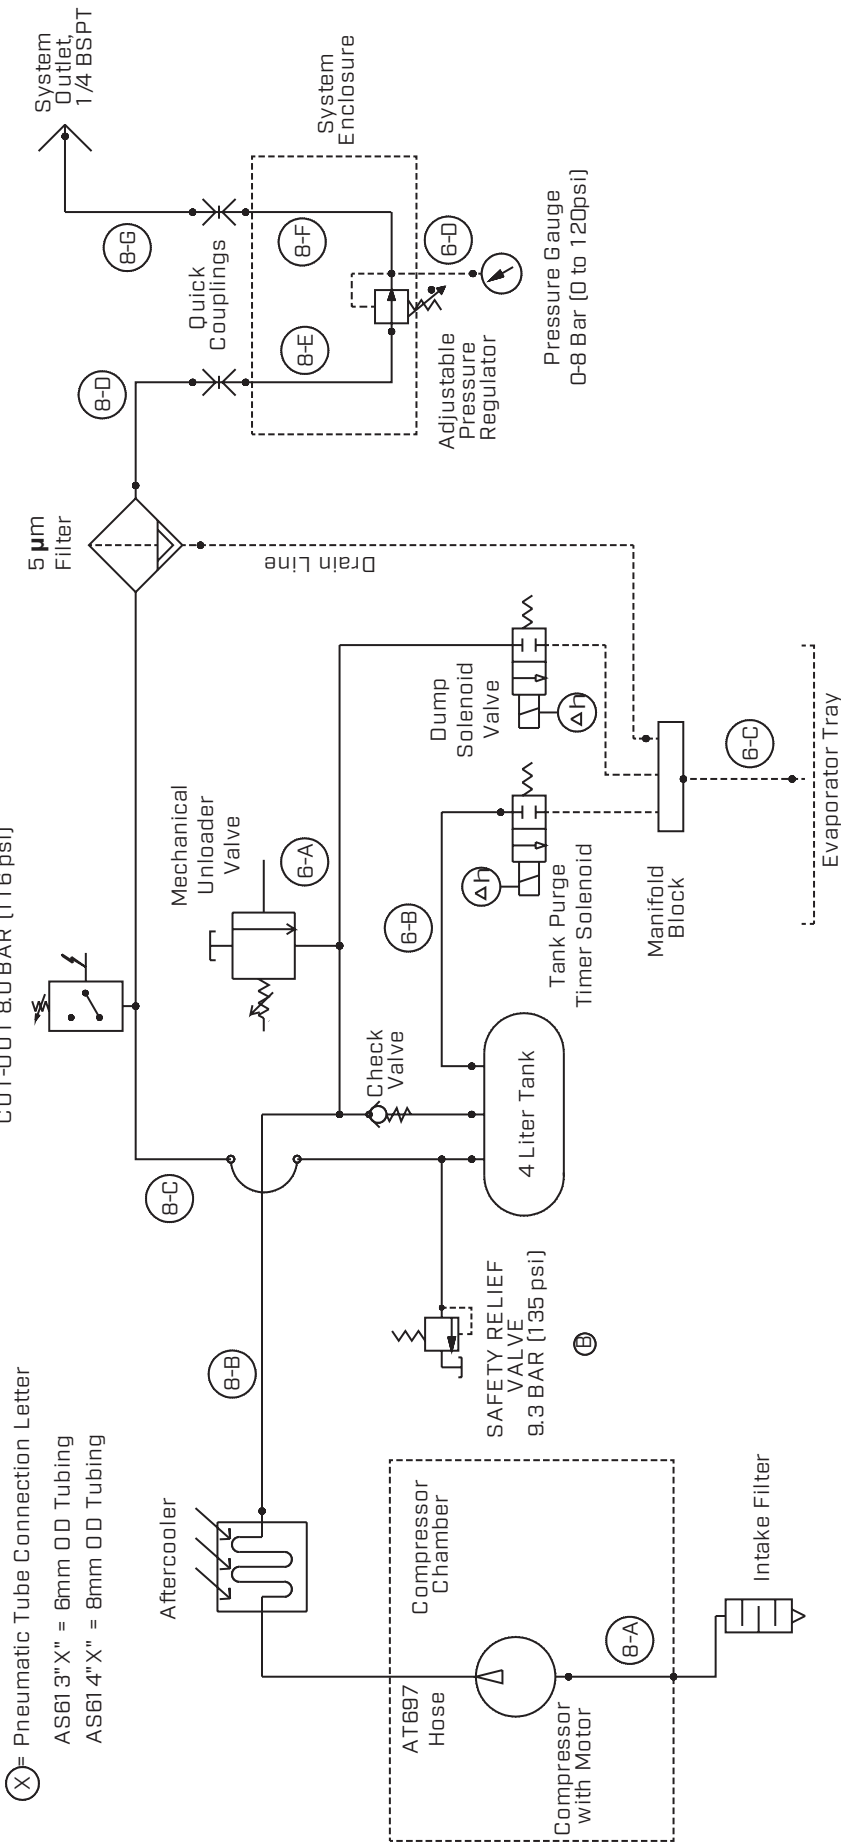 X = Pneumatic Tube Connection Letter
AS613"X" = 6mm OD Tubing
AS614"X" = 8mm OD Tubing
CUT-OUT 8.0 BAR (116 psi)
5 µm
Filter
System
Outlet,
1/4 BSPT
8-G
8-D
Quick
Couplings
8-F
8-E
System
Enclosure
6-D
Adjustable
Pressure
Regulator
Pressure Gauge
0-8 Bar (0 to 120psi)
Drain Line
Mechanical
Unloader
Valve
6-A
8-C
Check
Valve
6-B
Dump
Solenoid
Valve
Δh
Δh
Tank Purge
Timer Solenoid
Manifold
Block
6-C
Evaporator Tray
4 Liter Tank
8-B
SAFETY RELIEF
VALVE
9.3 BAR (135 psi)
B
Aftercooler
Compressor
Chamber
AT697
Hose
Compressor
with Motor
8-A
Intake Filter